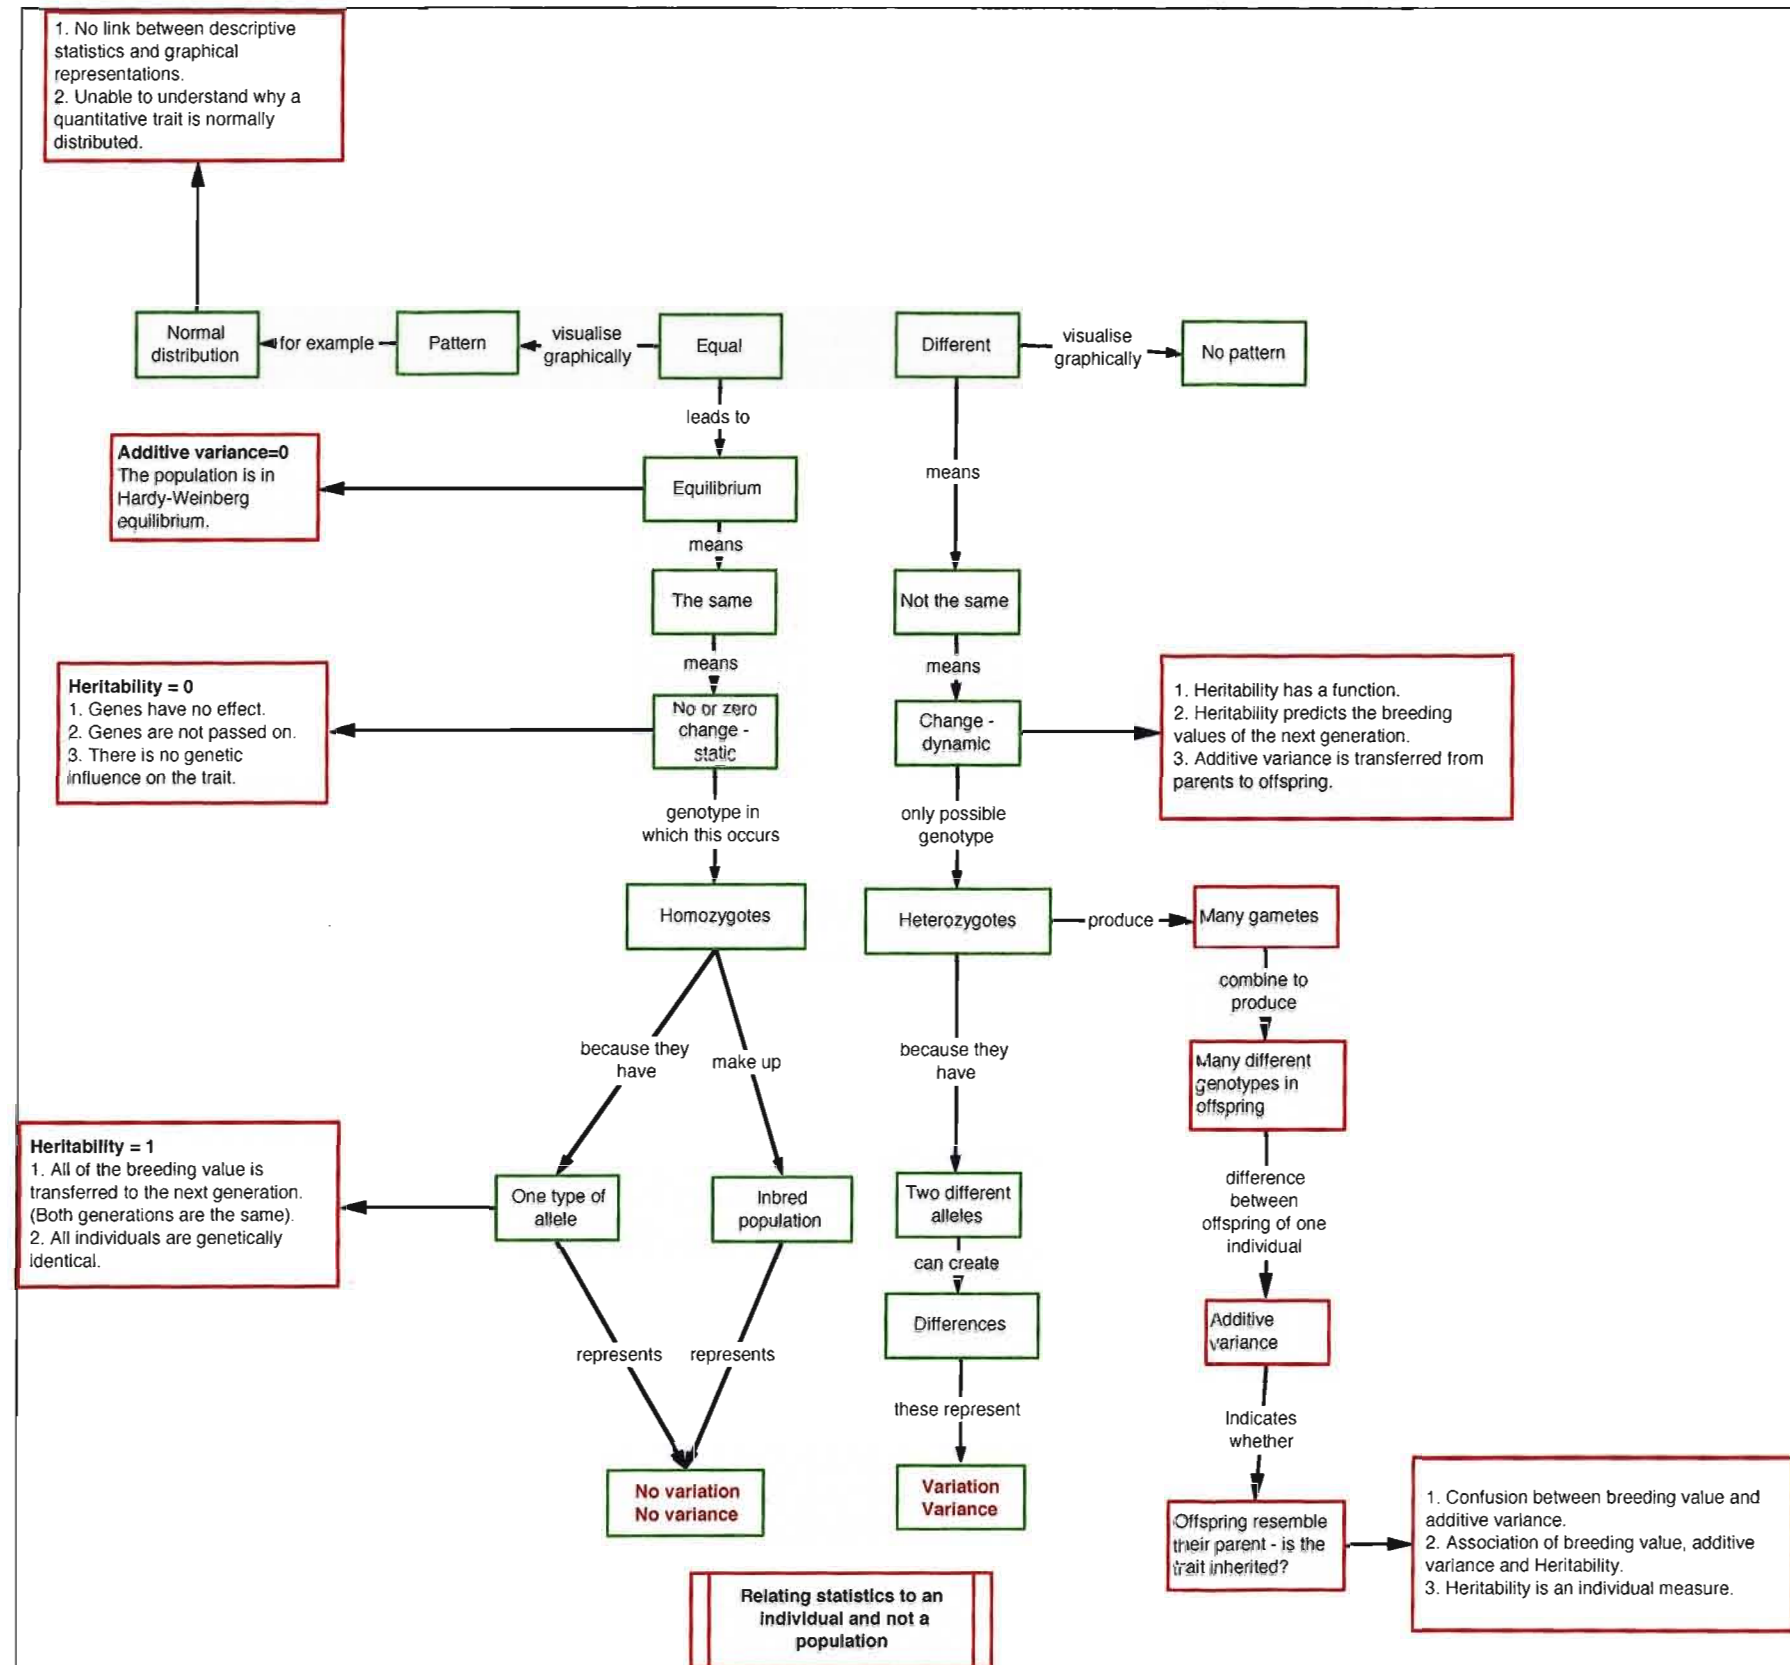 1. No link between descriptive
statistics and graphical
representations.
2. Unable to understand why a
quantitative trait is normally
distributed.
Normal
distribution
for example
Pattern
visualise
graphically
Equal
Different
visualise
graphically
No pattern
leads to
Additive variance=0
The population is in
Hardy-Weinberg
equilibrium.
Equilibrium
means
means
The same
Not the same
means
means
Heritability = 0
1. Genes have no effect.
2. Genes are not passed on.
3. There is no genetic
influence on the trait.
No or zero
change -
static
Change -
dynamic
1. Heritability has a function.
2. Heritability predicts the breeding
values of the next generation.
3. Additive variance is transferred from
parents to offspring.
genotype in
which this occurs
only possible
genotype
Homozygotes
Heterozygotes
produce
Many gametes
combine to
produce
because they
have
make up
because they
have
Many different
genotypes in
offspring
Heritability = 1
1. All of the breeding value is
transferred to the next generation.
(Both generations are the same).
2. All individuals are genetically
identical.
One type of
allele
Inbred
population
Two different
alleles
difference
between
offspring of one
individual
can create
Differences
Additive
variance
represents
represents
these represent
Indicates
whether
No variation
No variance
Variation
Variance
Offspring resemble
their parent - is the
trait inherited?
1. Confusion between breeding value and
additive variance.
2. Association of breeding value, additive
variance and Heritability.
3. Heritability is an individual measure.
Relating statistics to an
individual and not a
population